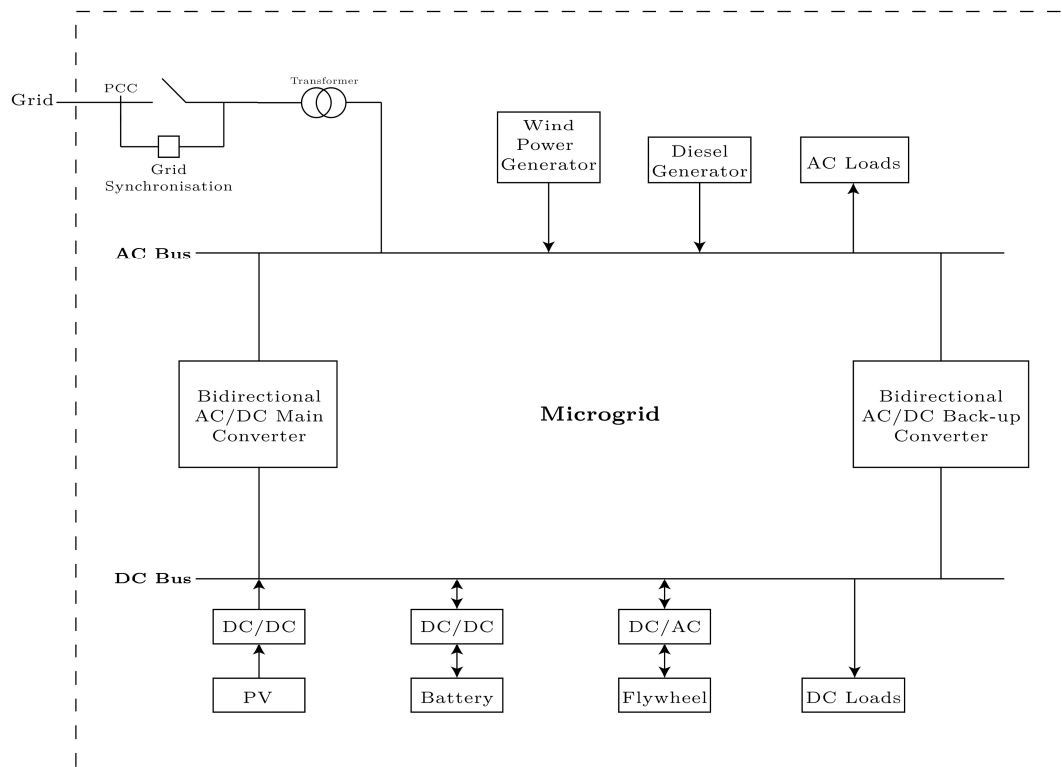 Transformer
PCC
Grid
Grid
Synchronisation
Wind
Power
Generator
Diesel
Generator
AC Loads
AC Bus
Bidirectional
AC/DC Main
Converter
Microgrid
Bidirectional
AC/DC Back-up
Converter
DC Bus
DC/DC
DC/DC
DC/AC
PV
Battery
Flywheel
DC Loads